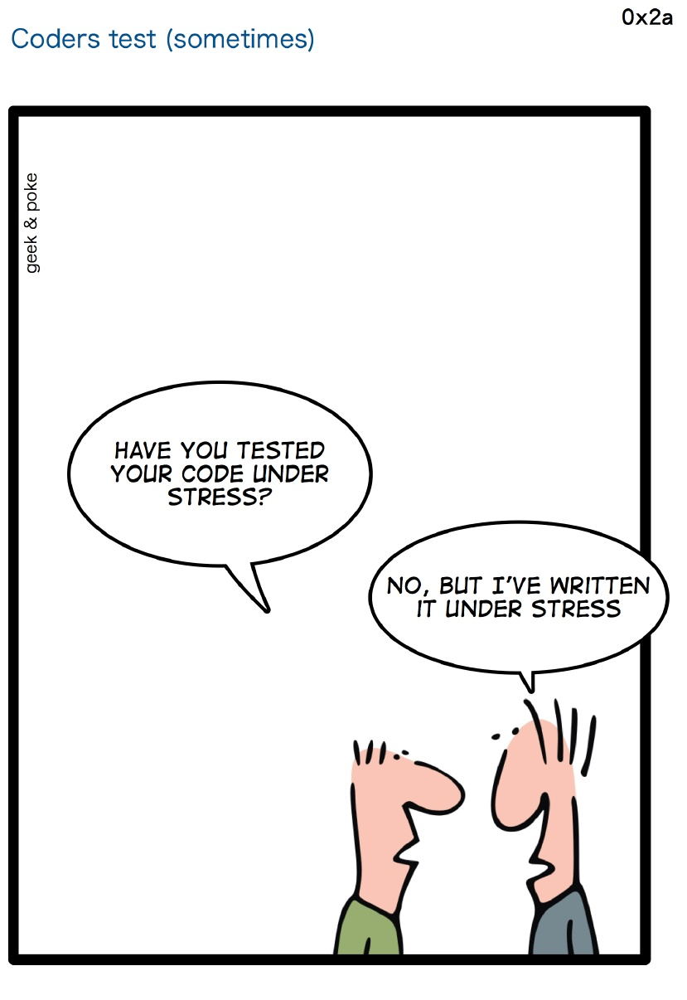 0x2a
Coders test (sometimes)
geek & poke
HAVE YOU TESTED
YOUR CODE UNDER
STRESS?
NO, BUT I'VE WRITTEN
IT UNDER STRESS